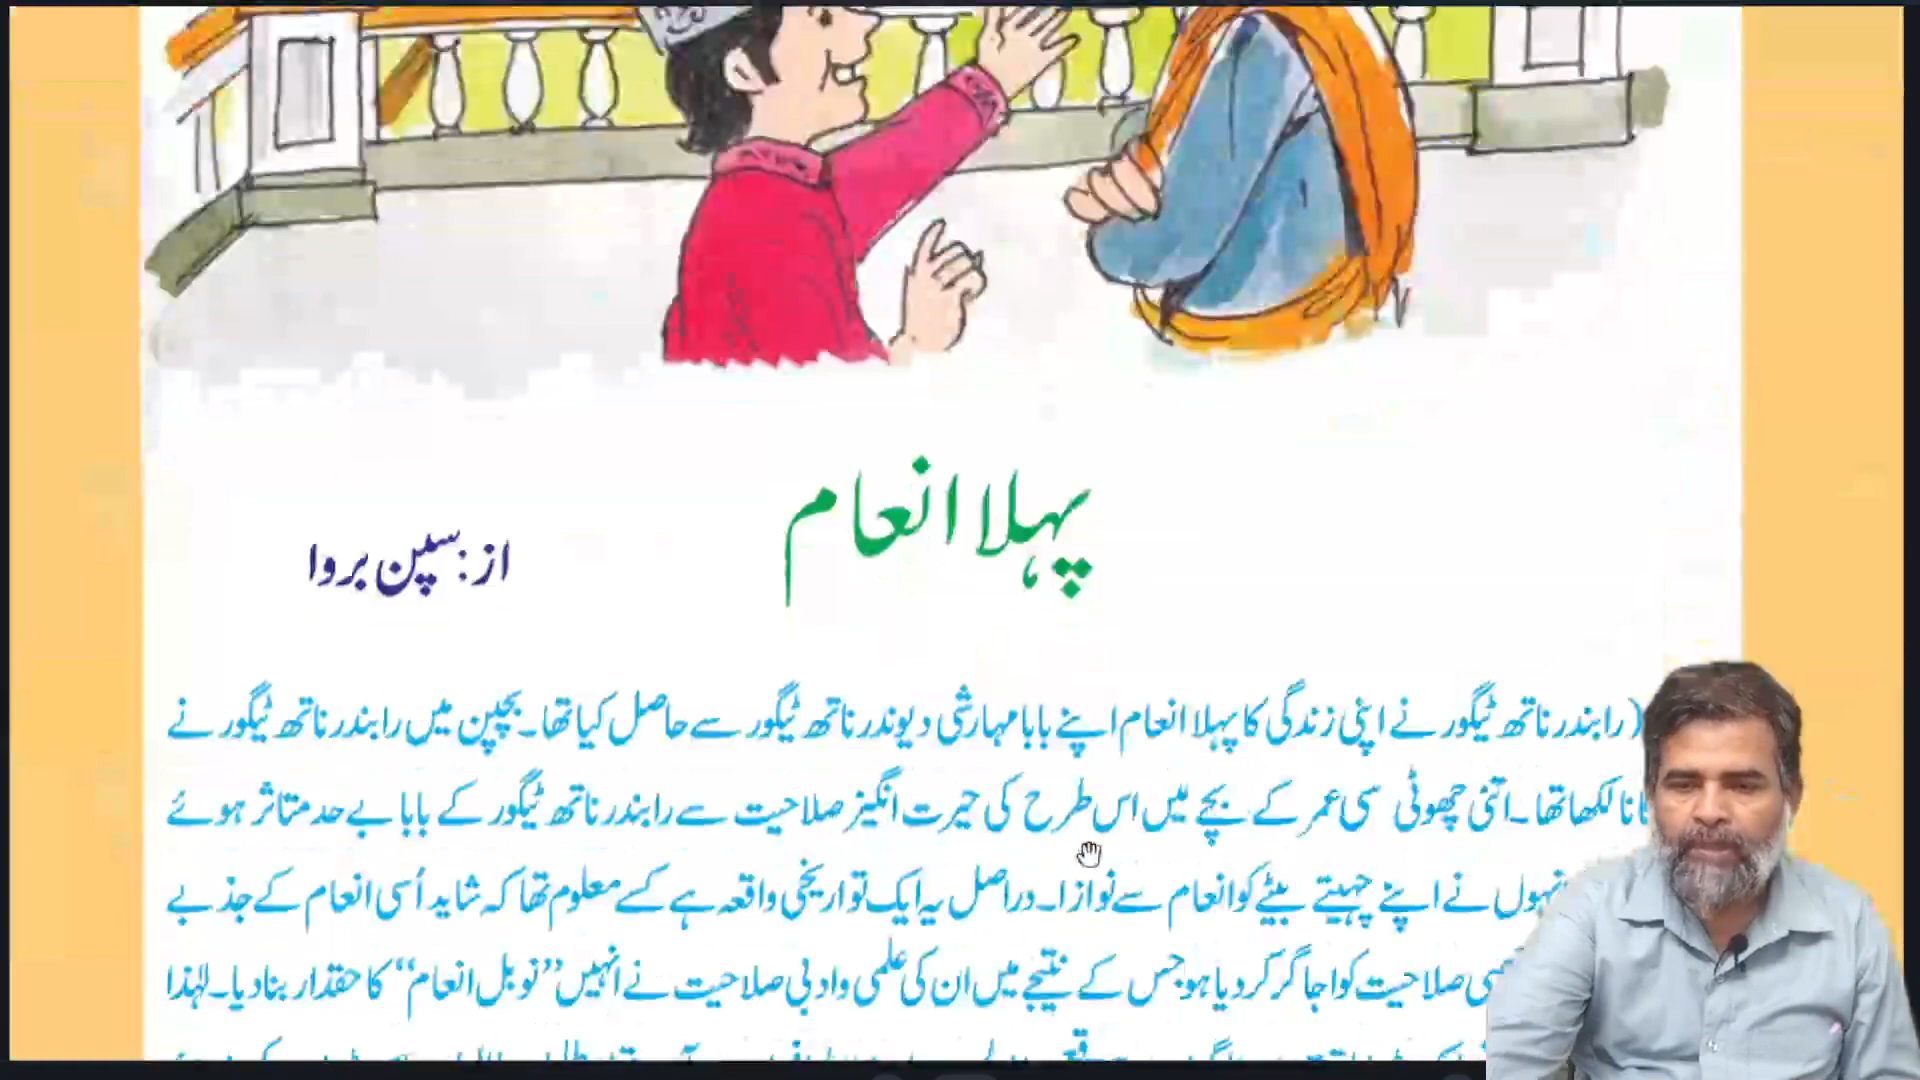 پہلا انعام
از: سپن بروا
(رابندر ناتھ ٹیگور نے اپنی زندگی کا پہلا انعام اپنے بابا مہارشی دیوندر ناتھ ٹیگور سے حاصل کیا تھا۔ بچپن میں رابندر ناتھ ٹیگور نے
لکھا تھا۔ اتنی چھوٹی سی عمر کے بچے میں اس طرح کی حیرت انگیز صلاحیت سے رابندر ناتھ ٹیگور کے بابا بے حد متاثر ہوئے
نے اپنے چہیتے بیٹے کو انعام سے نوازا۔ دراصل یہ ایک تواریخی واقعہ ہے کسے معلوم تھا کہ شاید اُسی انعام کے جذبے
صلاحیت کو اجاگر کر دیا ہو جس کے نتیجے میں ان کی علمی و ادبی صلاحیت نے انہیں ”نوبل انعام“ کا حقدار بنا دیا۔ لہٰذا